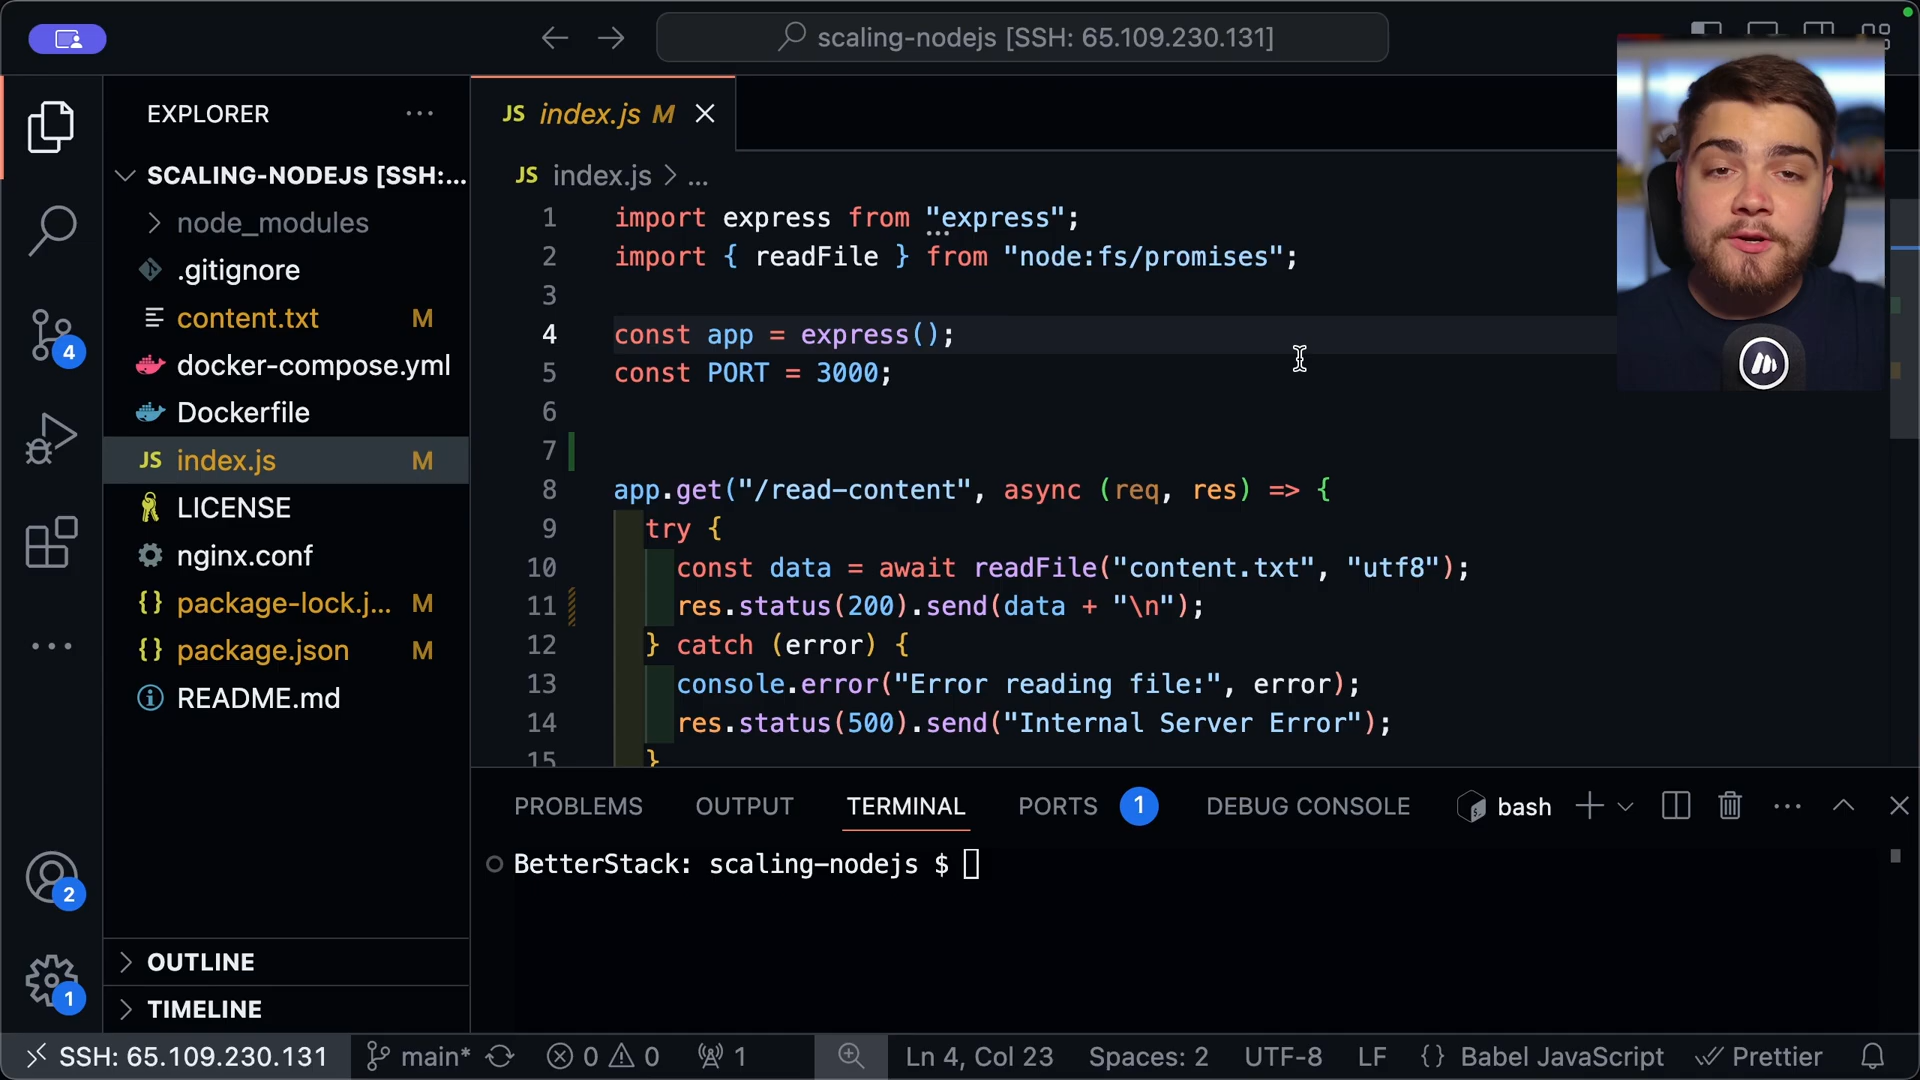 scaling-nodejs [SSH: 65.109.230.131]
EXPLORER
SCALING-NODEJS [SSH:...
node_modules
.gitignore
content.txt M
docker-compose.yml
Dockerfile
JS index.js M
LICENSE
nginx.conf
{} package-lock.j... M
{} package.json M
README.md
OUTLINE
TIMELINE
4
2
1
JS index.js M
JS index.js > ...
1 import express from "express";
2 import { readFile } from "node:fs/promises";
3
4 const app = express();
5 const PORT = 3000;
6
7
8 app.get("/read-content", async (req, res) => {
9 try {
10 const data = await readFile("content.txt", "utf8");
11 res.status(200).send(data + "\n");
12 } catch (error) {
13 console.error("Error reading file:", error);
14 res.status(500).send("Internal Server Error");
15 }
PROBLEMS OUTPUT TERMINAL PORTS 1 DEBUG CONSOLE bash
BetterStack: scaling-nodejs $
SSH: 65.109.230.131 main* 0 0 1 Ln 4, Col 23 Spaces: 2 UTF-8 LF {} Babel JavaScript Prettier